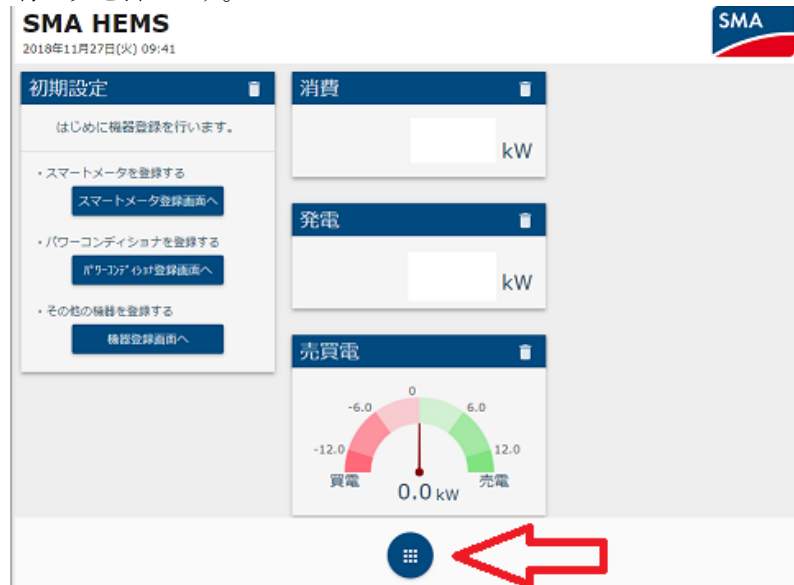 SMA HEMS
2018年11月27日(火) 09:41
SMA
初期設定
はじめに機器登録を行います。
・スマートメータを登録する
スマートメータ登録画面へ
・パワーコンディショナを登録する
ﾊﾟﾜｰｺﾝﾃﾞｨｼｮﾅ登録画面へ
・その他の機器を登録する
機器登録画面へ
消費
kW
発電
kW
売買電
0
-6.0
6.0
-12.0
12.0
買電
売電
0.0 kW